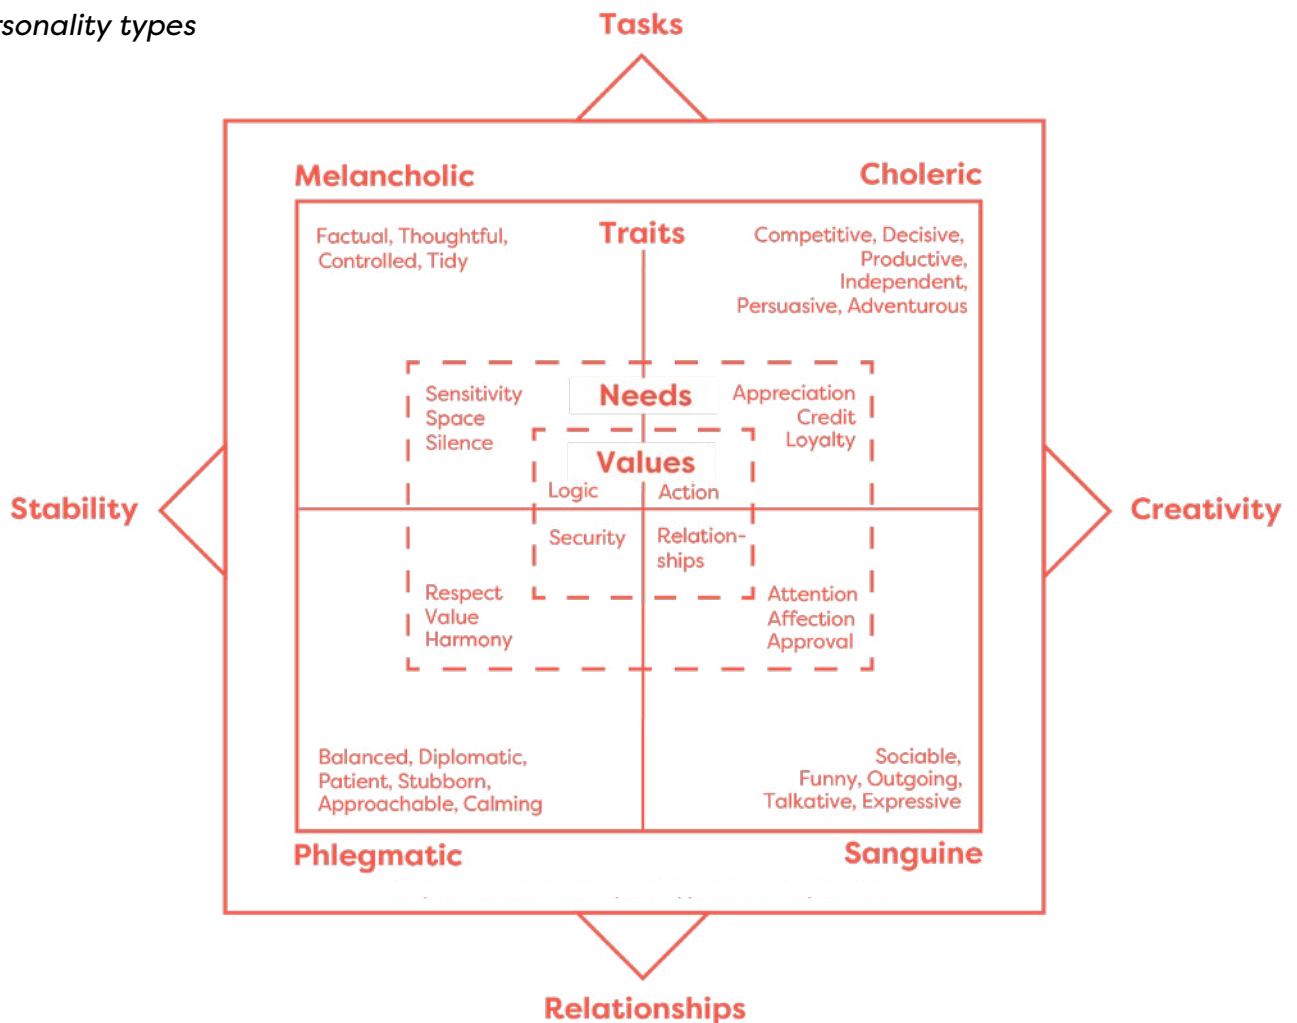 rsonality types
Tasks
Melancholic
Choleric
Factual, Thoughtful,
Controlled, Tidy
Traits
Competitive, Decisive,
Productive,
Independent,
Persuasive, Adventurous
Sensitivity
Space
Silence
Needs
Appreciation
Credit
Loyalty
Values
Logic
Action
Stability
Creativity
Security
Relation-
ships
Respect
Value
Harmony
Attention
Affection
Approval
Balanced, Diplomatic,
Patient, Stubborn,
Approachable, Calming
Sociable,
Funny, Outgoing,
Talkative, Expressive
Phlegmatic
Sanguine
Relationships